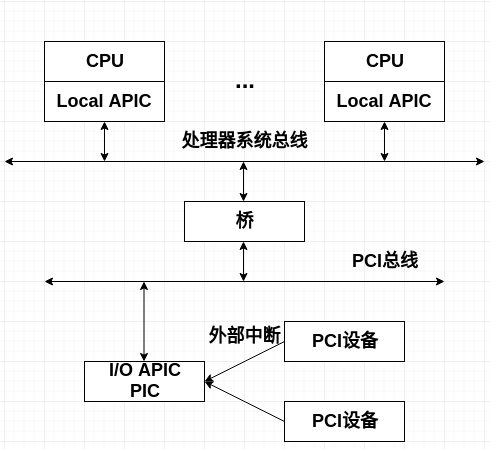 CPU
CPU
...
Local APIC
Local APIC
处理器系统总线
桥
PCI总线
外部中断
PCI设备
I/O APIC
PIC
PCI设备